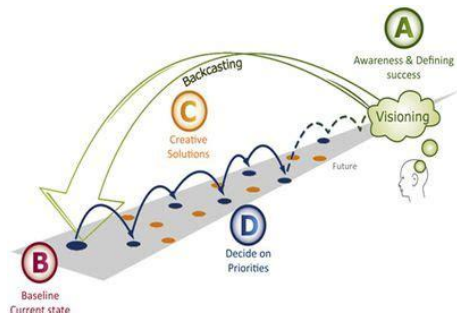 A
Awareness & Defining
success
Backcasting
Visioning
C
Creative
Solutions
Future
D
Decide on
Priorities
B
Baseline
Current state